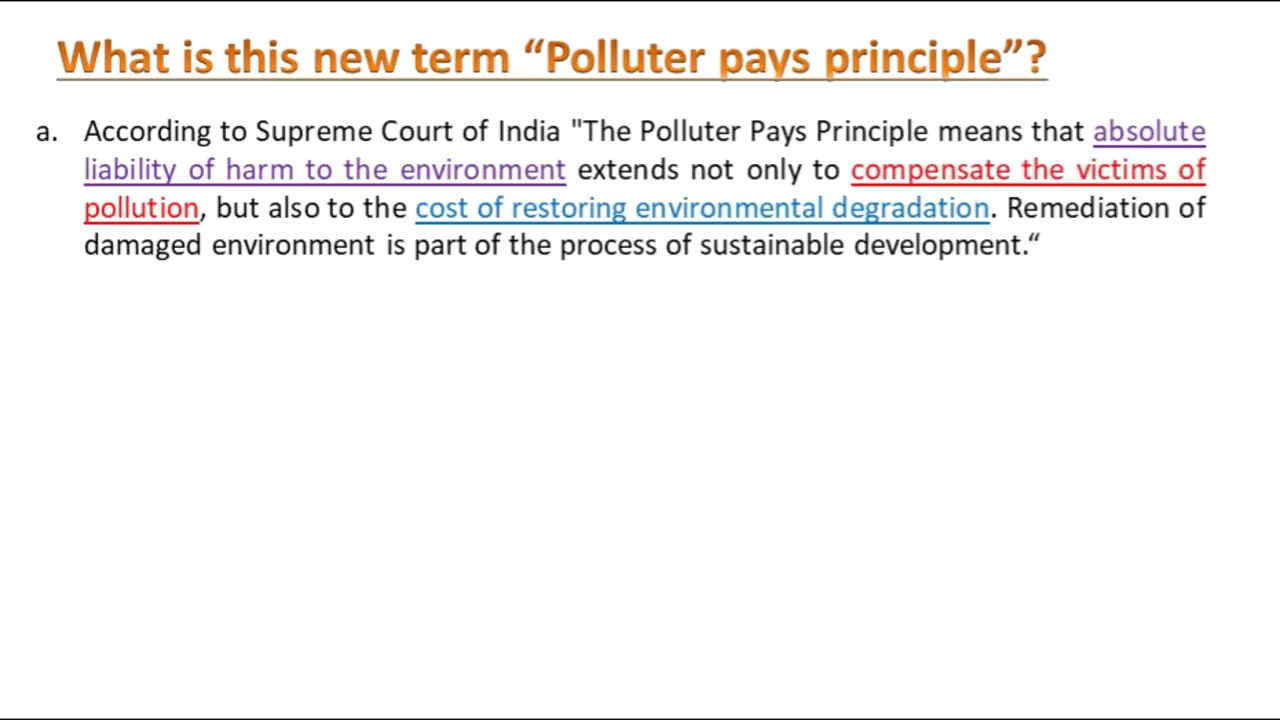 What is this new term “Polluter pays principle”?
a. According to Supreme Court of India "The Polluter Pays Principle means that absolute
liability of harm to the environment extends not only to compensate the victims of
pollution, but also to the cost of restoring environmental degradation. Remediation of
damaged environment is part of the process of sustainable development.“